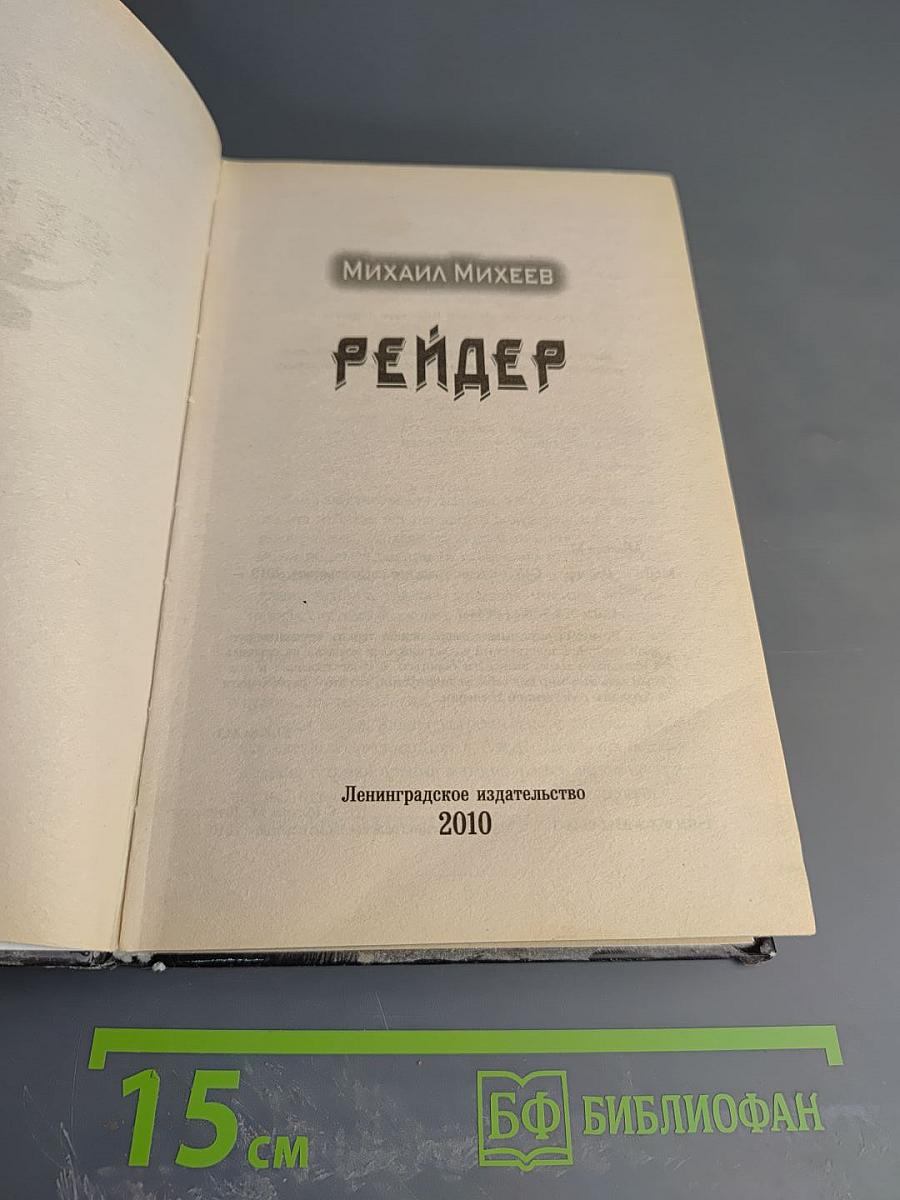 МИХАИЛ МИХЕЕВ
РЕЙДЕР
Ленинградское издательство
2010
15 см
БФ БИБЛИОФАН